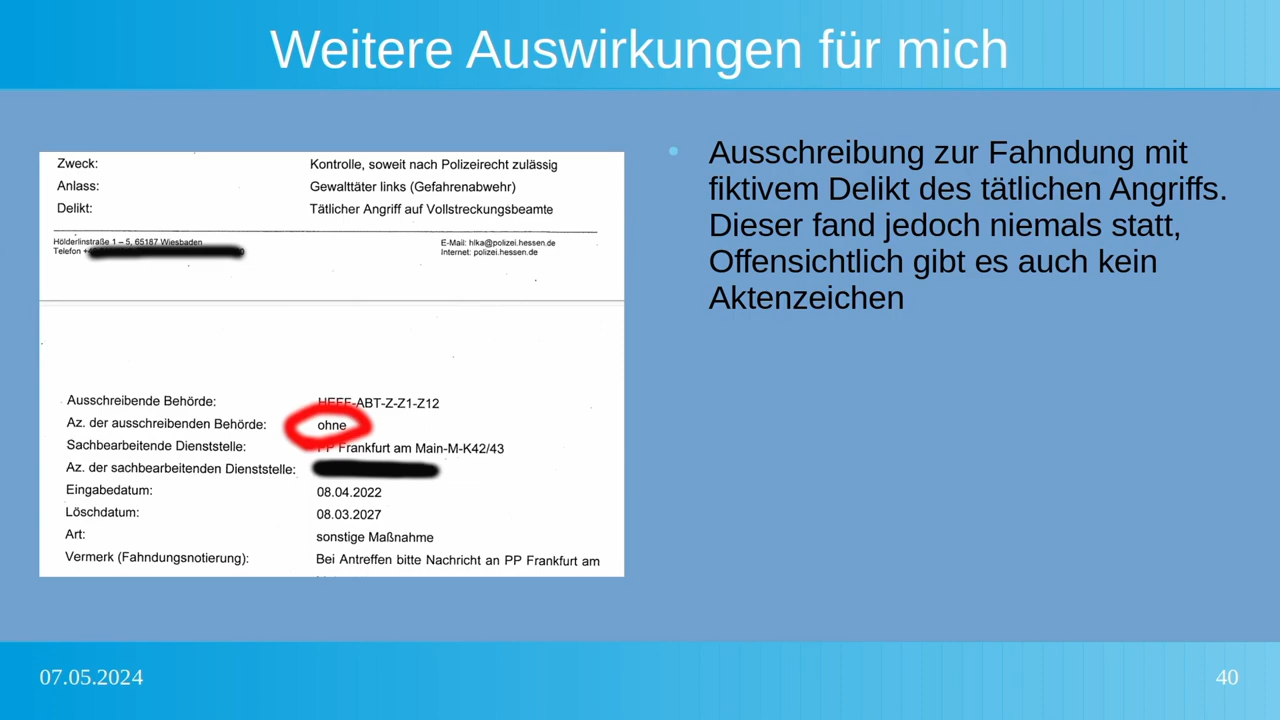 Weitere Auswirkungen für mich
Zweck: Kontrolle, soweit nach Polizeirecht zulässig
Anlass: Gewalttäter links (Gefahrenabwehr)
Delikt: Tätlicher Angriff auf Vollstreckungsbeamte
Hölderlinstraße 1 – 5, 65187 Wiesbaden E-Mail: hlka@polizei.hessen.de
Telefon Internet: polizei.hessen.de
Ausschreibende Behörde: HEFF-ABT-Z-Z1-Z12
Az. der ausschreibenden Behörde: ohne
Sachbearbeitende Dienststelle: PP Frankfurt am Main-M-K42/43
Az. der sachbearbeitenden Dienststelle:
Eingabedatum: 08.04.2022
Löschdatum: 08.03.2027
Art: sonstige Maßnahme
Vermerk (Fahndungsnotierung): Bei Antreffen bitte Nachricht an PP Frankfurt am
• Ausschreibung zur Fahndung mit
fiktivem Delikt des tätlichen Angriffs.
Dieser fand jedoch niemals statt,
Offensichtlich gibt es auch kein
Aktenzeichen
07.05.2024
40